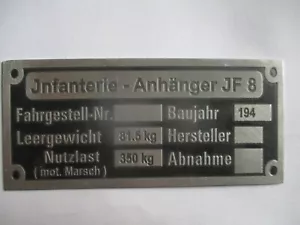 Jnfanterie - Anhänger JF 8
Fahrgestell-Nr. Baujahr 194
Leergewicht 81.5 kg Hersteller
Nutzlast 350 kg Abnahme
(mot. Marsch)